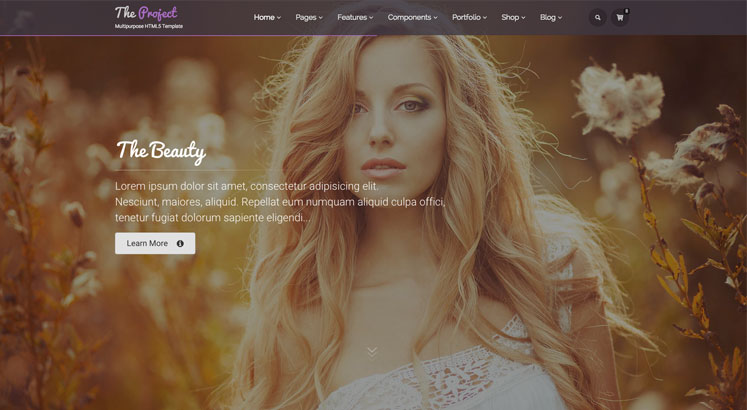 The Project
Multipurpose HTML5 Template
Home Pages Features Components Portfolio Shop Blog
0
The Beauty
Lorem ipsum dolor sit amet, consectetur adipisicing elit.
Nesciunt, maiores, aliquid. Repellat eum numquam aliquid culpa offici,
tenetur fugiat dolorum sapiente eligendi...
Learn More